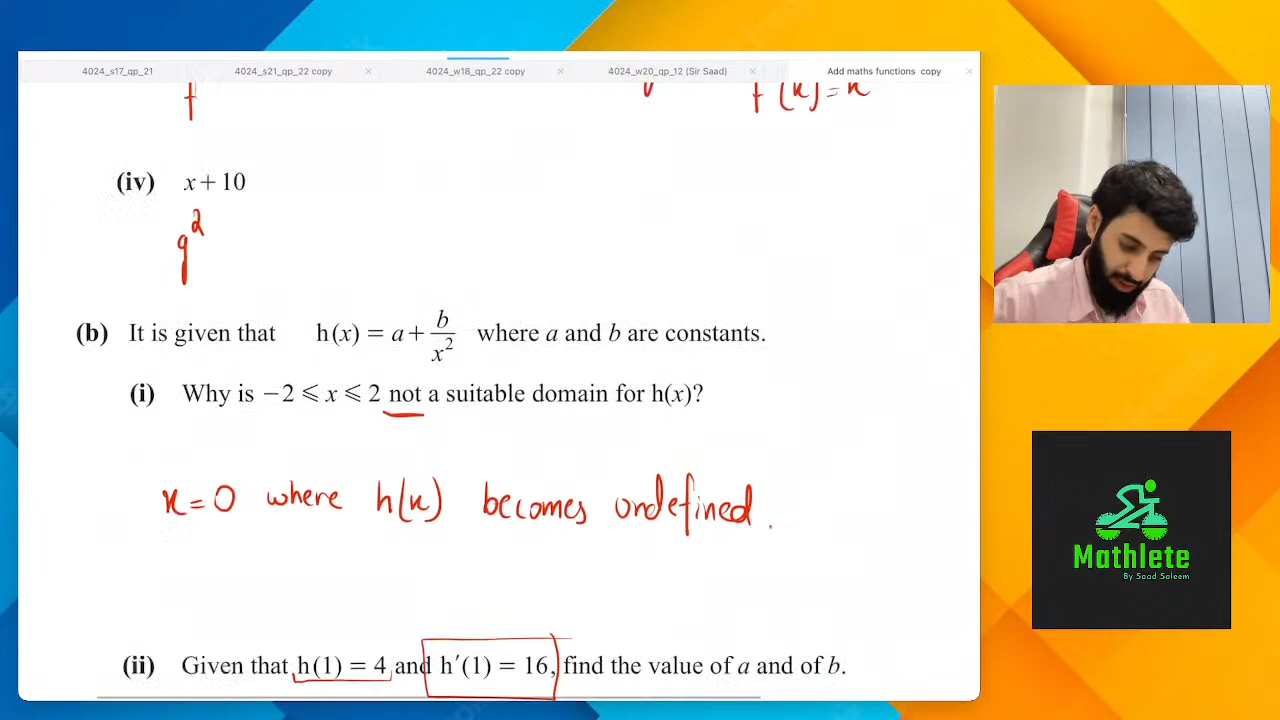 4024_s17_qp_21 4024_s21_qp_22 copy × 4024_w18_qp_22 copy × 4024_w20_qp_12 (Sir Saad) × Add maths functions copy ×
f⁻¹(x) = x
(iv) x + 10
g²
(b) It is given that h(x) = a + b/x² where a and b are constants.
(i) Why is −2 ⩽ x ⩽ 2 not a suitable domain for h(x)?
x = 0 where h(x) becomes undefined.
(ii) Given that h(1) = 4 and h′(1) = 16, find the value of a and of b.
Mathlete
By Saad Saleem